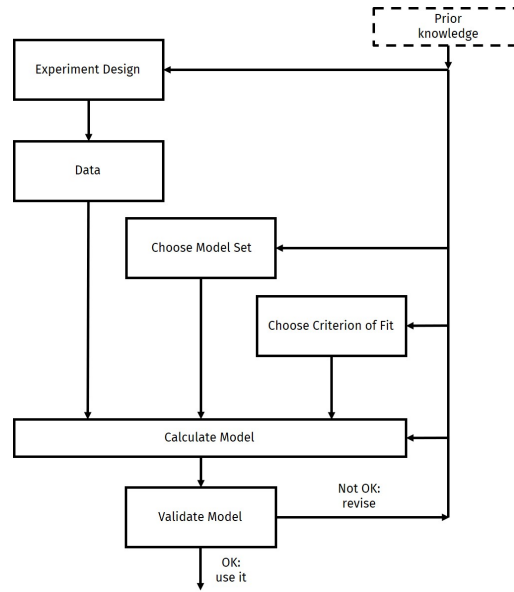 Prior
knowledge
Experiment Design
Data
Choose Model Set
Choose Criterion of Fit
Calculate Model
Validate Model
Not OK:
revise
OK:
use it